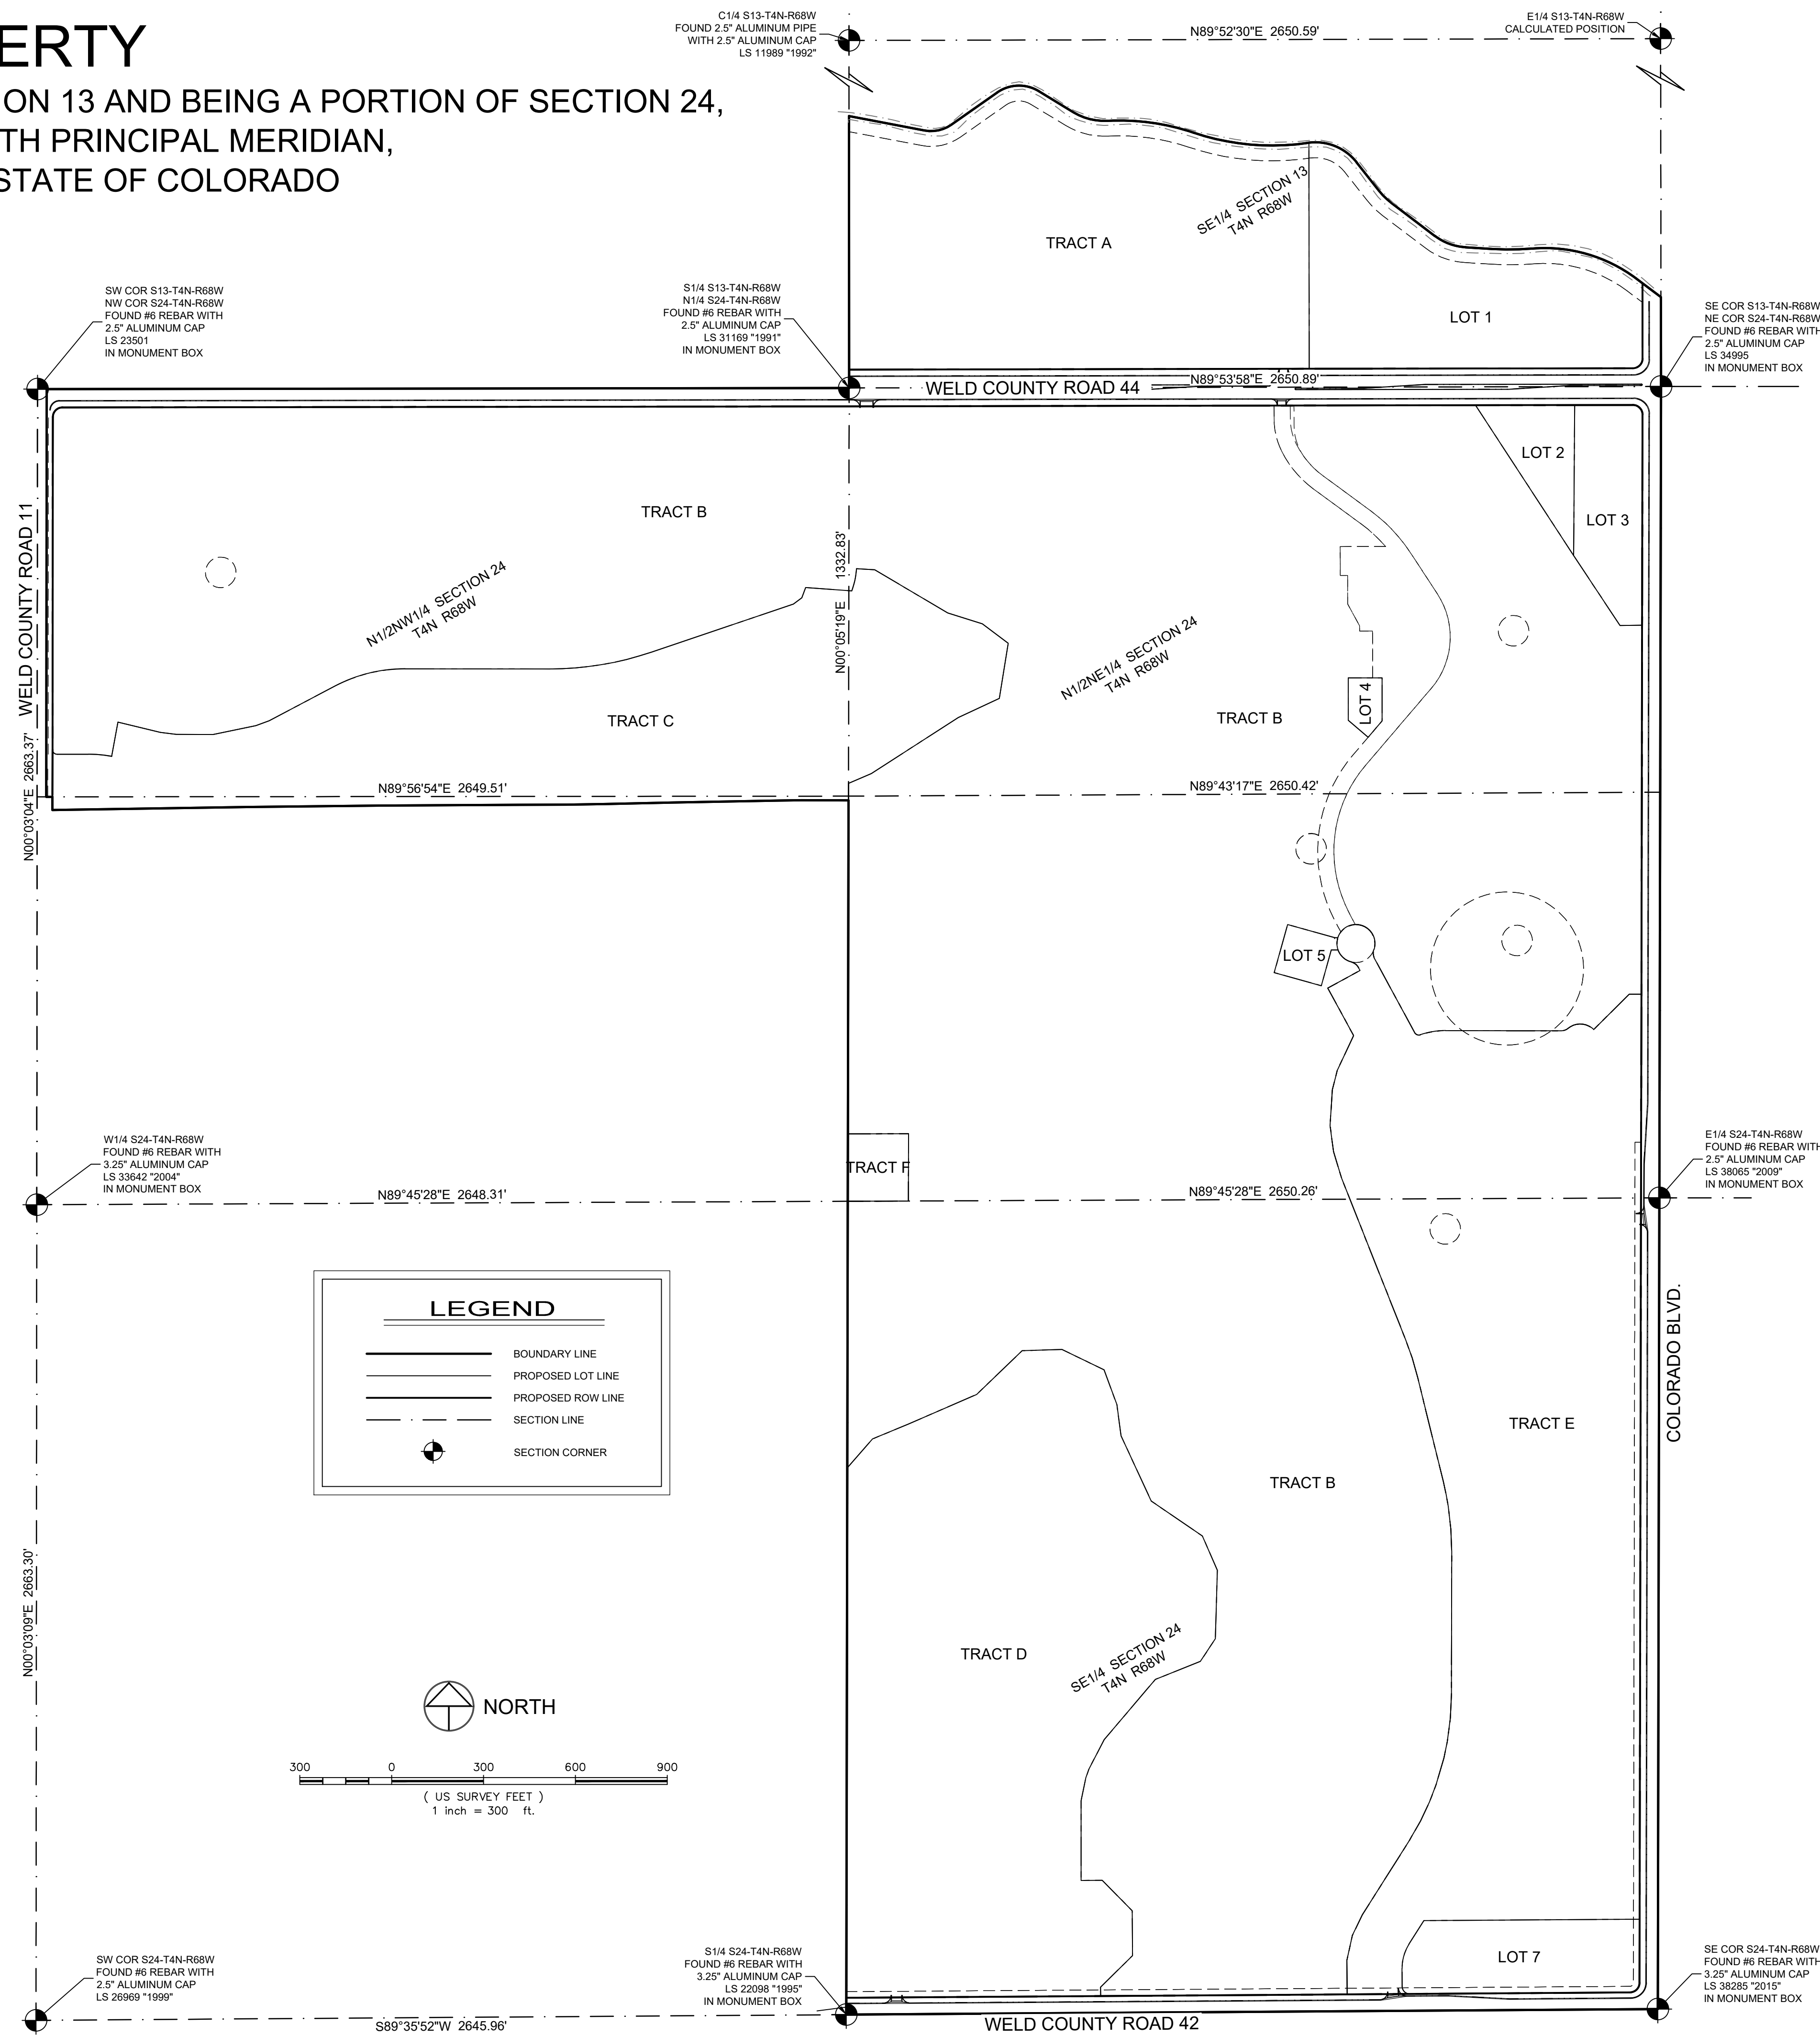 ERTY
ON 13 AND BEING A PORTION OF SECTION 24,
TH PRINCIPAL MERIDIAN,
STATE OF COLORADO
C1/4 S13-T4N-R68W
FOUND 2.5" ALUMINUM PIPE
WITH 2.5" ALUMINUM CAP
LS 11989 "1992"
N89°52'30"E 2650.59'
E1/4 S13-T4N-R68W
CALCULATED POSITION
SE1/4 SECTION 13
T4N R68W
TRACT A
LOT 1
SW COR S13-T4N-R68W
NW COR S24-T4N-R68W
FOUND #6 REBAR WITH
2.5" ALUMINUM CAP
LS 23501
IN MONUMENT BOX
S1/4 S13-T4N-R68W
N1/4 S24-T4N-R68W
FOUND #6 REBAR WITH
2.5" ALUMINUM CAP
LS 31169 "1991"
IN MONUMENT BOX
SE COR S13-T4N-R68W
NE COR S24-T4N-R68W
FOUND #6 REBAR WITH
2.5" ALUMINUM CAP
LS 34995
IN MONUMENT BOX
WELD COUNTY ROAD 44
N89°53'58"E 2650.89'
LOT 2
LOT 3
TRACT B
WELD COUNTY ROAD 11
N00°05'19"E 1332.83'
N1/2NW1/4 SECTION 24
T4N R68W
N1/2NE1/4 SECTION 24
T4N R68W
TRACT C
TRACT B
LOT 4
N00°03'04"E 2663.37'
N89°56'54"E 2649.51'
N89°43'17"E 2650.42'
LOT 5
W1/4 S24-T4N-R68W
FOUND #6 REBAR WITH
3.25" ALUMINUM CAP
LS 33642 "2004"
IN MONUMENT BOX
TRACT F
E1/4 S24-T4N-R68W
FOUND #6 REBAR WITH
2.5" ALUMINUM CAP
LS 38065 "2009"
IN MONUMENT BOX
N89°45'28"E 2648.31'
N89°45'28"E 2650.26'
LEGEND
BOUNDARY LINE
PROPOSED LOT LINE
PROPOSED ROW LINE
SECTION LINE
SECTION CORNER
COLORADO BLVD.
TRACT E
TRACT B
N00°03'09"E 2663.30'
TRACT D
SE1/4 SECTION 24
T4N R68W
NORTH
300 0 300 600 900
( US SURVEY FEET )
1 inch = 300 ft.
LOT 7
SW COR S24-T4N-R68W
FOUND #6 REBAR WITH
2.5" ALUMINUM CAP
LS 26969 "1999"
S1/4 S24-T4N-R68W
FOUND #6 REBAR WITH
3.25" ALUMINUM CAP
LS 22098 "1995"
IN MONUMENT BOX
SE COR S24-T4N-R68W
FOUND #6 REBAR WITH
3.25" ALUMINUM CAP
LS 38285 "2015"
IN MONUMENT BOX
S89°35'52"W 2645.96'
WELD COUNTY ROAD 42